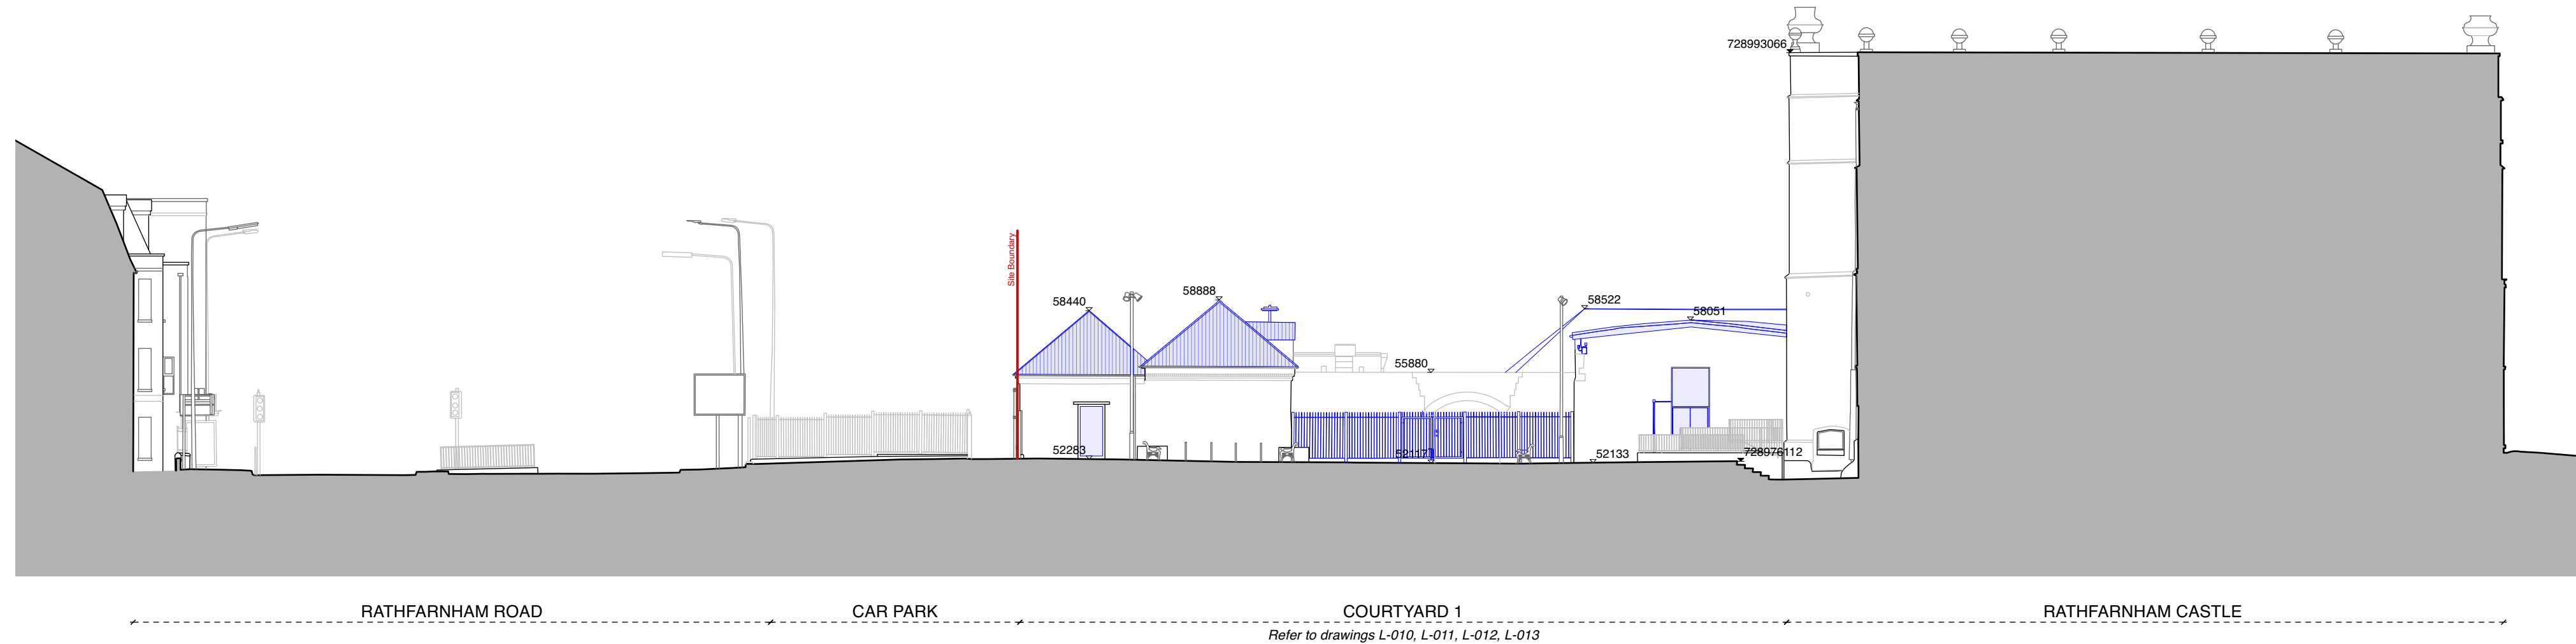 728993066
Site Boundary
58440
58888
58522
58051
55880
52283
52117
52133
728976112
RATHFARNHAM ROAD
CAR PARK
COURTYARD 1
RATHFARNHAM CASTLE
Refer to drawings L-010, L-011, L-012, L-013